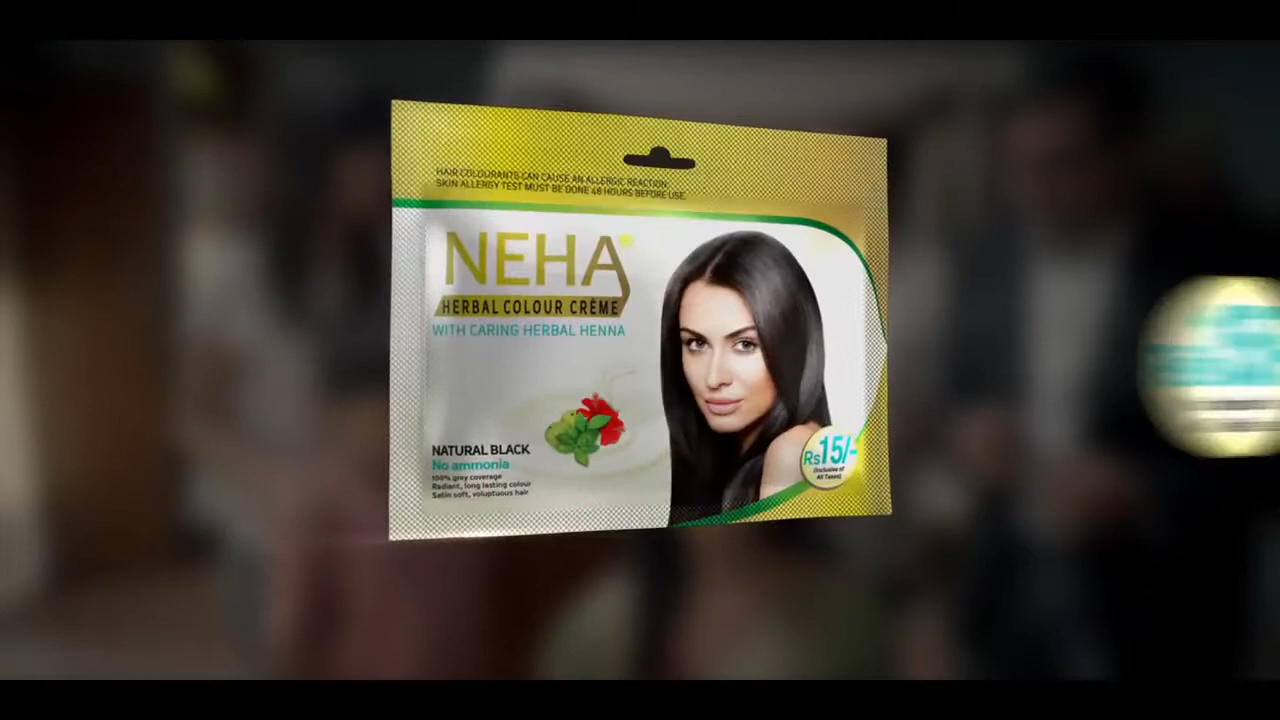 HAIR COLOURANTS CAN CAUSE AN ALLERGIC REACTION.
SKIN ALLERGY TEST MUST BE DONE 48 HOURS BEFORE USE.
NEHA®
HERBAL COLOUR CRÈME
WITH CARING HERBAL HENNA
NATURAL BLACK
No ammonia
100% grey coverage
Radiant, long lasting colour
Satin soft, voluptuous hair
Rs15/-
(Inclusive of
All Taxes)